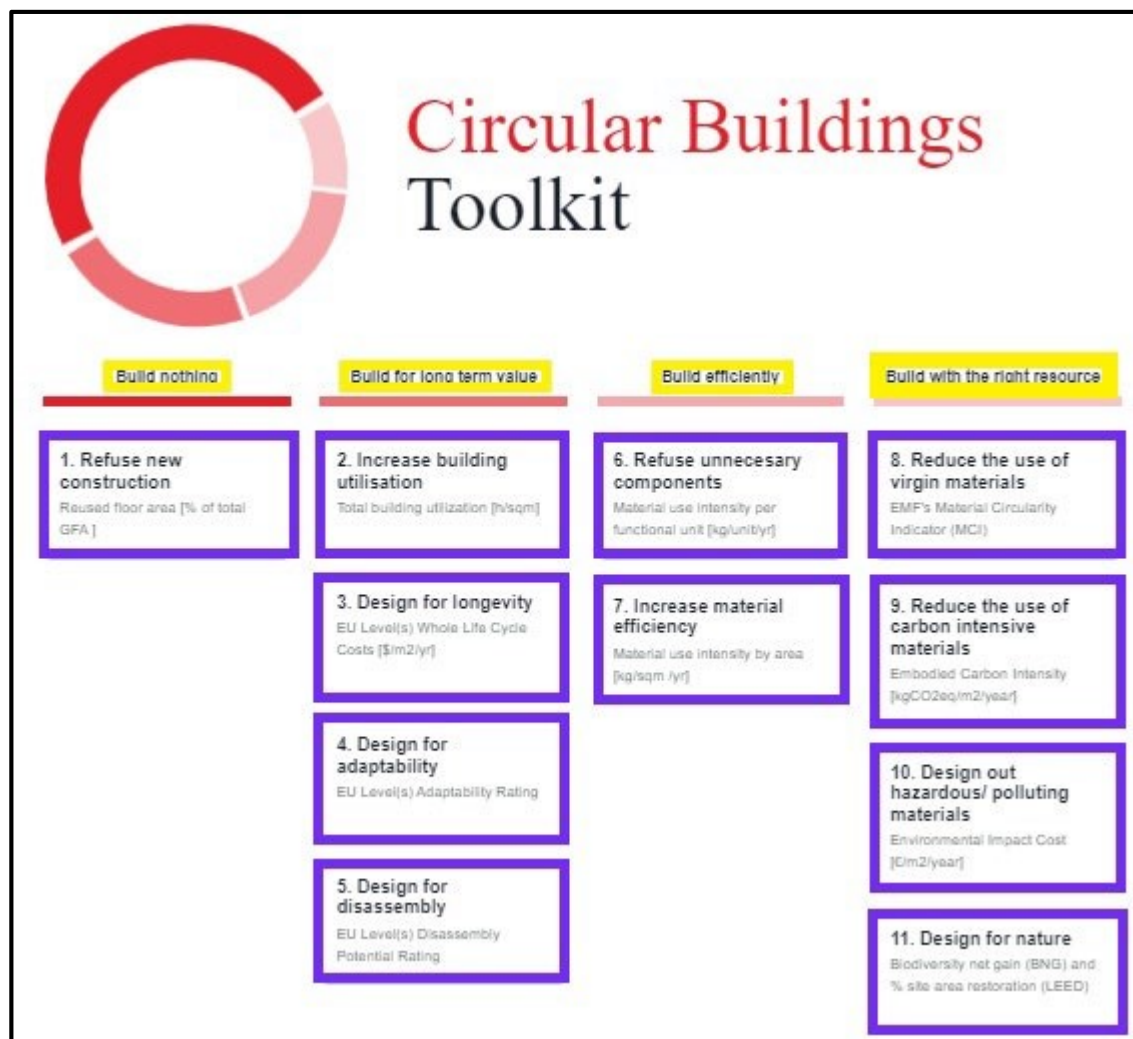 Circular Buildings
Toolkit
Build nothing
Build for long term value
Build efficiently
Build with the right resource
1. Refuse new
construction
Reused floor area [% of total
GFA ]
2. Increase building
utilisation
Total building utilization [h/sqm]
3. Design for longevity
EU Level(s) Whole Life Cycle
Costs [$/m2/yr]
4. Design for
adaptability
EU Level(s) Adaptability Rating
5. Design for
disassembly
EU Level(s) Disassembly
Potential Rating
6. Refuse unnecesary
components
Material use intensity per
functional unit [kg/unit/yr]
7. Increase material
efficiency
Material use intensity by area
[kg/sqm /yr]
8. Reduce the use of
virgin materials
EMF's Material Circularity
Indicator (MCI)
9. Reduce the use of
carbon intensive
materials
Embodied Carbon Intensity
[kgCO2eq/m2/year]
10. Design out
hazardous/ polluting
materials
Environmental Impact Cost
[€/m2/year]
11. Design for nature
Biodiversity net gain (BNG) and
% site area restoration (LEED)